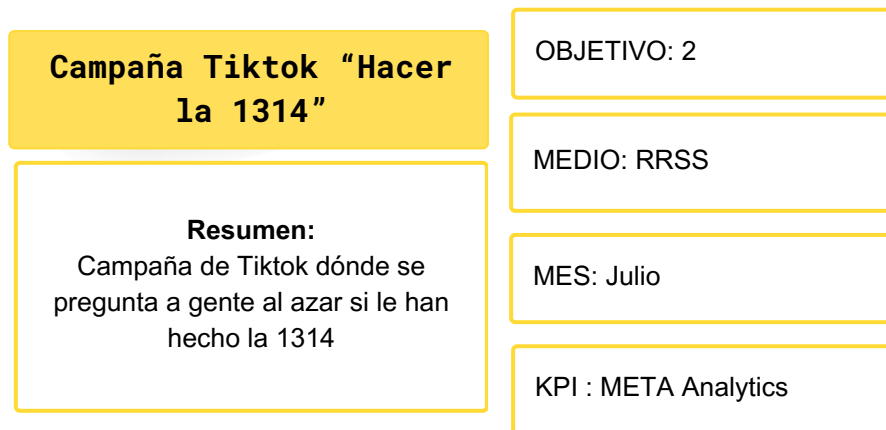 Campaña Tiktok “Hacer
la 1314”
Resumen:
Campaña de Tiktok dónde se
pregunta a gente al azar si le han
hecho la 1314
OBJETIVO: 2
MEDIO: RRSS
MES: Julio
KPI : META Analytics